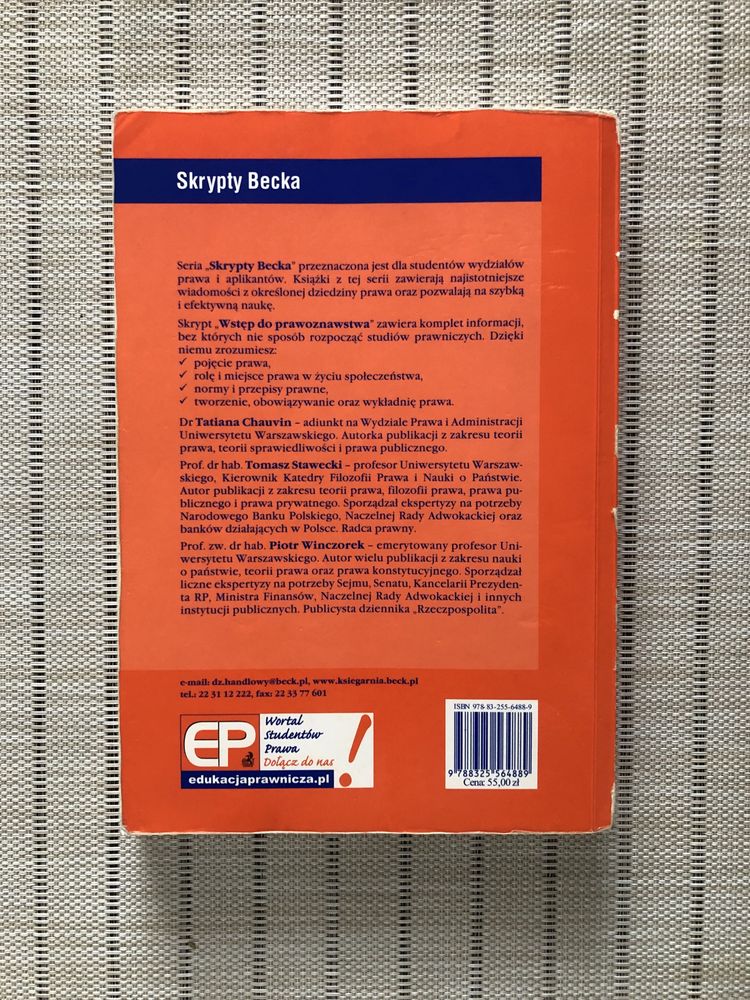 Skrypty Becka
Seria „Skrypty Becka" przeznaczona jest dla studentów wydziałów
prawa i aplikantów. Książki z tej serii zawierają najistotniejsze
wiadomości z określonej dziedziny prawa oraz pozwalają na szybką
i efektywną naukę.
Skrypt „Wstęp do prawoznawstwa" zawiera komplet informacji,
bez których nie sposób rozpocząć studiów prawniczych. Dzięki
niemu zrozumiesz:
✓ pojęcie prawa,
✓ rolę i miejsce prawa w życiu społeczeństwa,
✓ normy i przepisy prawne,
✓ tworzenie, obowiązywanie oraz wykładnię prawa.
Dr Tatiana Chauvin – adiunkt na Wydziale Prawa i Administracji
Uniwersytetu Warszawskiego. Autorka publikacji z zakresu teorii
prawa, teorii sprawiedliwości i prawa publicznego.
Prof. dr hab. Tomasz Stawecki – profesor Uniwersytetu Warszaw-
skiego, Kierownik Katedry Filozofii Prawa i Nauki o Państwie.
Autor publikacji z zakresu teorii prawa, filozofii prawa, prawa pu-
blicznego i prawa prywatnego. Sporządzał ekspertyzy na potrzeby
Narodowego Banku Polskiego, Naczelnej Rady Adwokackiej oraz
banków działających w Polsce. Radca prawny.
Prof. zw. dr hab. Piotr Winczorek – emerytowany profesor Uni-
wersytetu Warszawskiego. Autor wielu publikacji z zakresu nauki
o państwie, teorii prawa oraz prawa konstytucyjnego. Sporządzał
liczne ekspertyzy na potrzeby Sejmu, Senatu, Kancelarii Prezyden-
ta RP, Ministra Finansów, Naczelnej Rady Adwokackiej i innych
instytucji publicznych. Publicysta dziennika „Rzeczpospolita".
e-mail: dz.handlowy@beck.pl, www.ksiegarnia.beck.pl
tel.: 22 31 12 222, fax: 22 33 77 601
EP
Wortal
Studentów
Prawa
Dołącz do nas
!
edukacjaprawnicza.pl
ISBN 978-83-255-6488-9
9 788325 564889
Cena: 55,00 zł